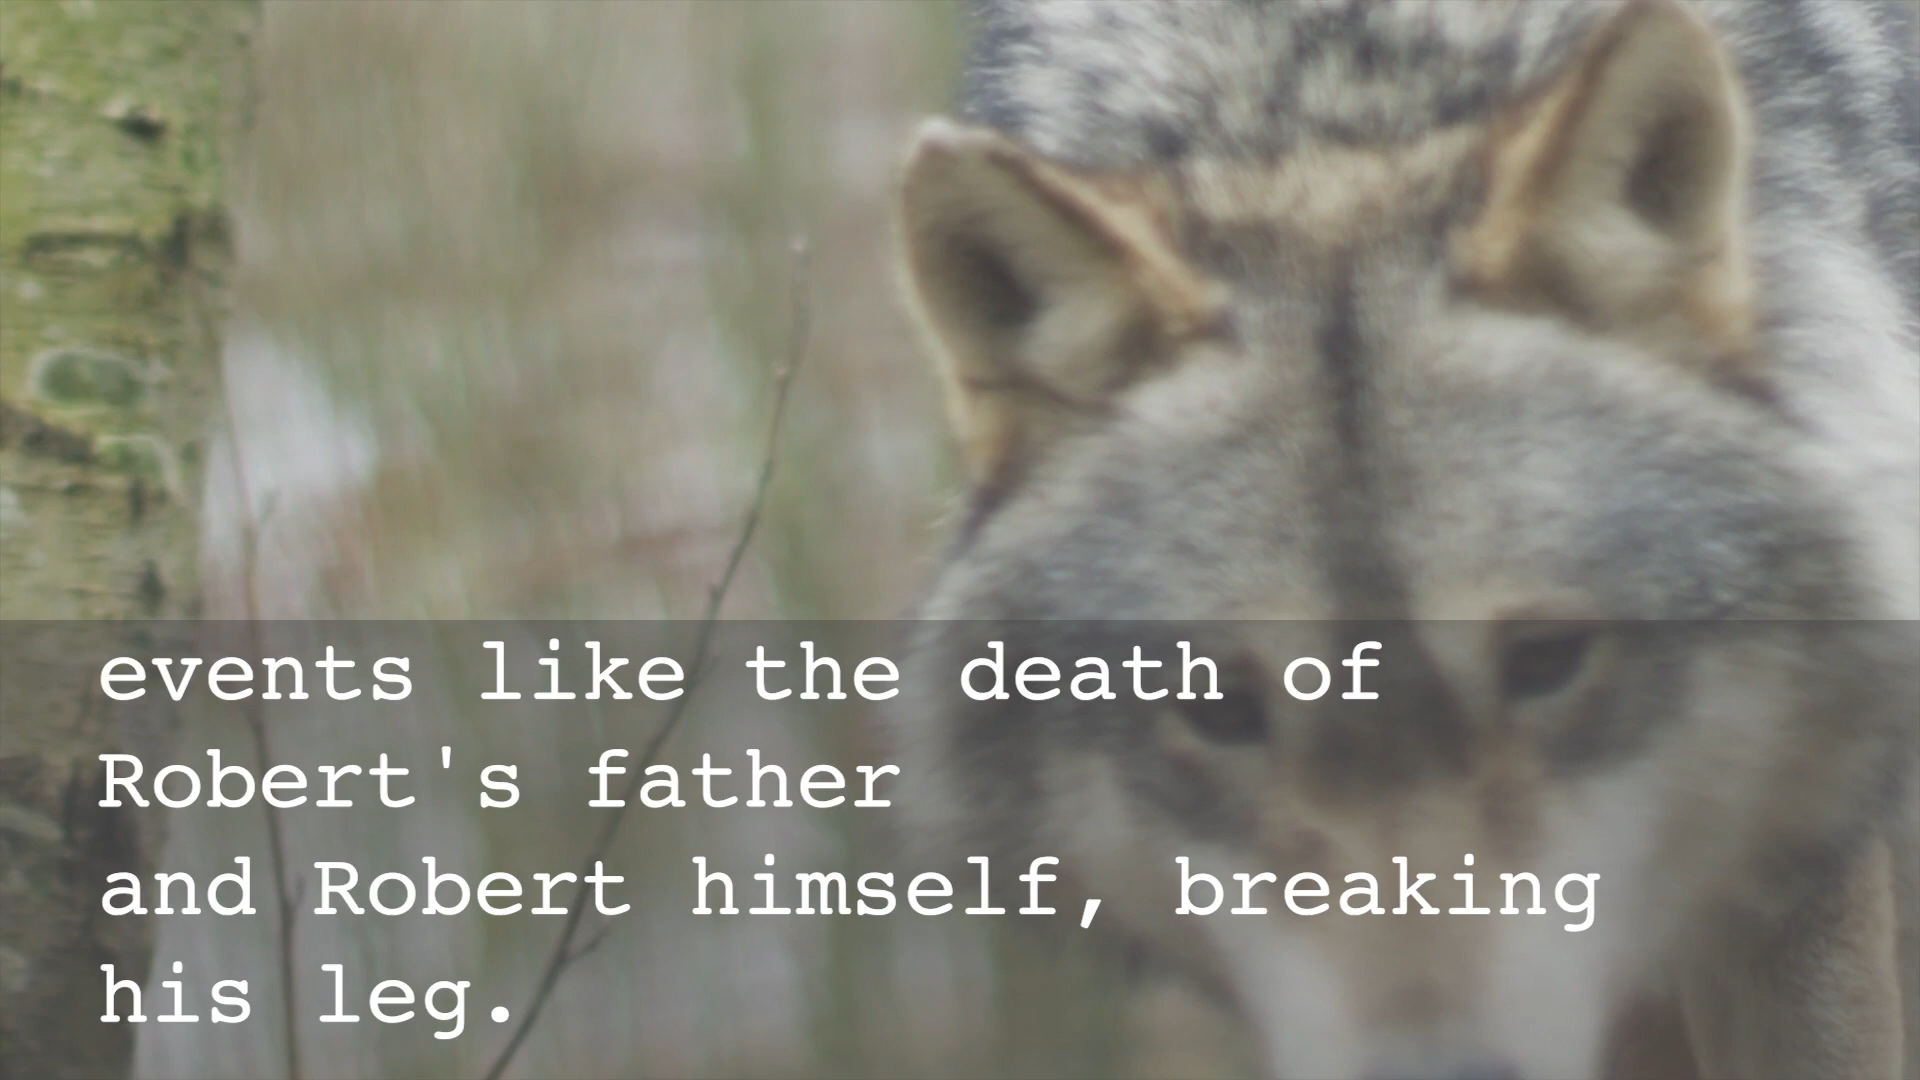 events like the death of
Robert's father
and Robert himself, breaking
his leg.